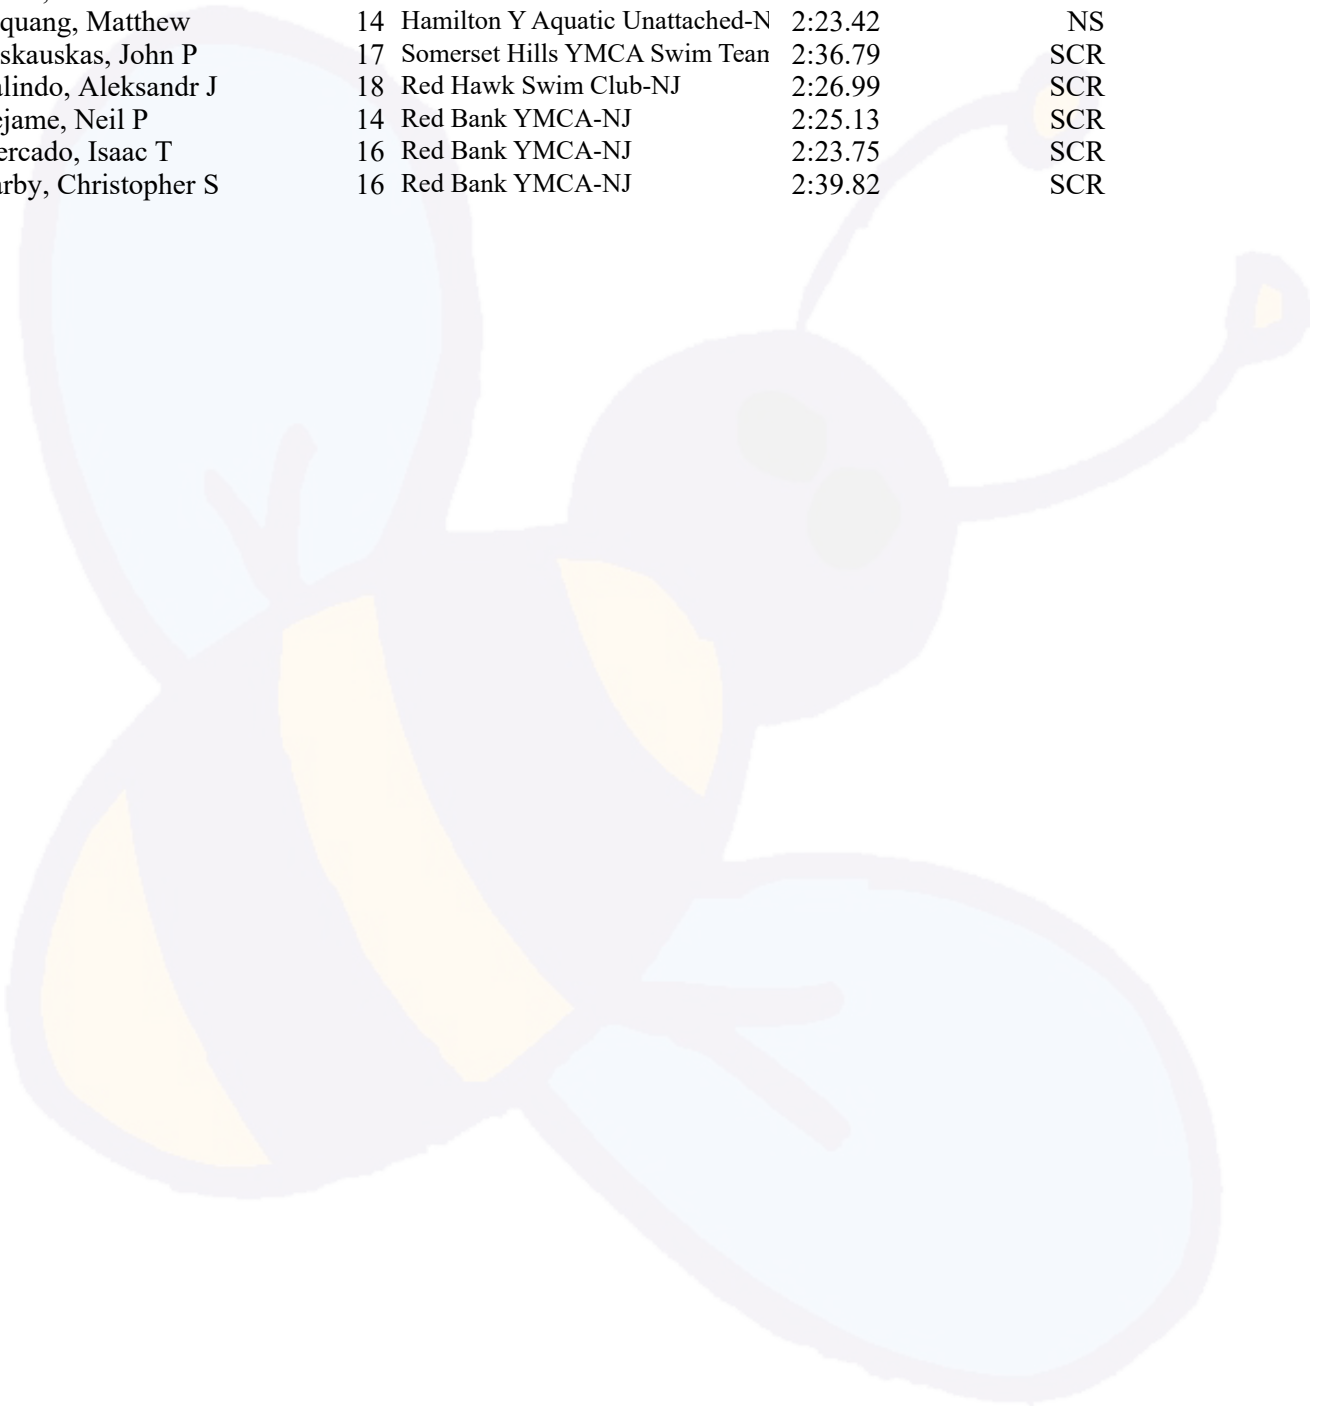 quang, Matthew 14 Hamilton Y Aquatic Unattached-N 2:23.42 NS
skauskas, John P 17 Somerset Hills YMCA Swim Tean 2:36.79 SCR
alindo, Aleksandr J 18 Red Hawk Swim Club-NJ 2:26.99 SCR
ejame, Neil P 14 Red Bank YMCA-NJ 2:25.13 SCR
ercado, Isaac T 16 Red Bank YMCA-NJ 2:23.75 SCR
arby, Christopher S 16 Red Bank YMCA-NJ 2:39.82 SCR